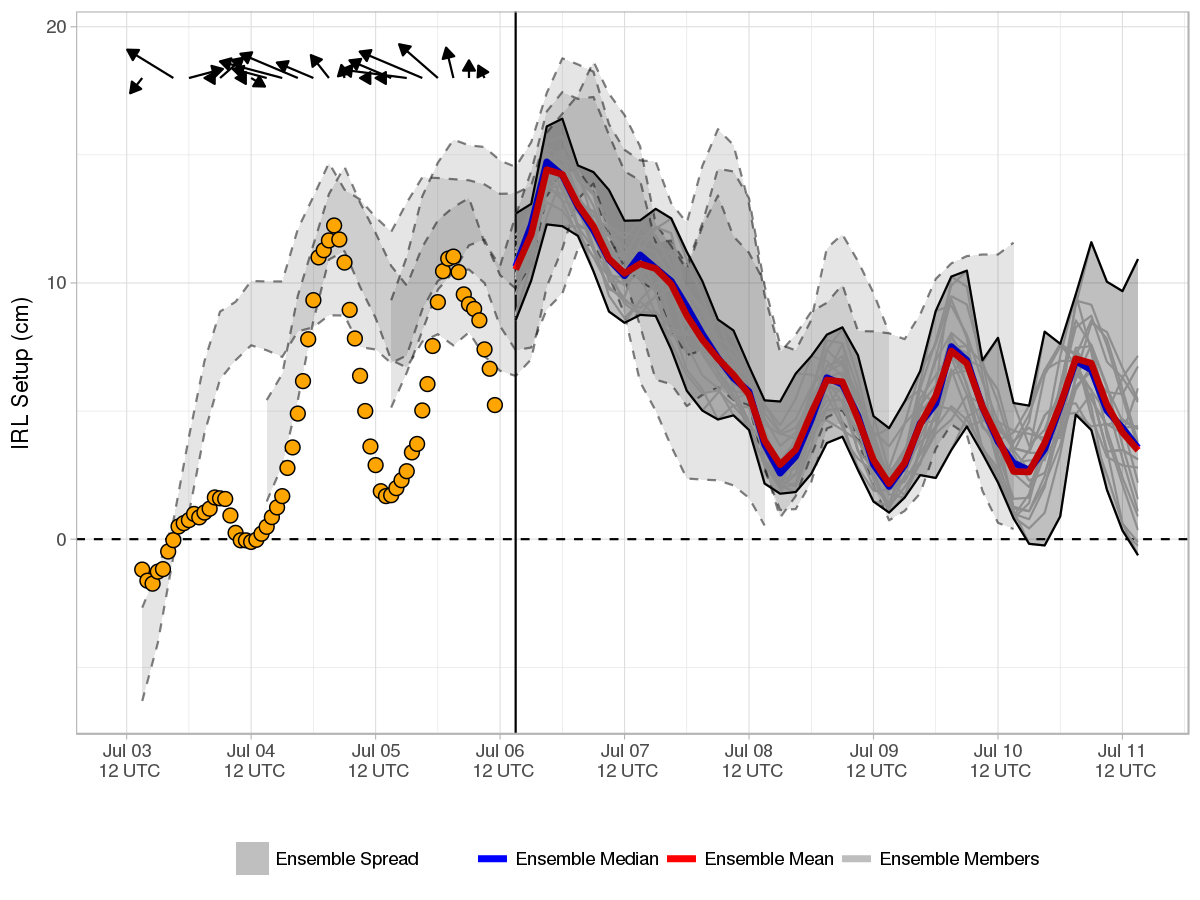 IRL Setup (cm)
20
10
0
Jul 03 Jul 04 Jul 05 Jul 06 Jul 07 Jul 08 Jul 09 Jul 10 Jul 11
12 UTC 12 UTC 12 UTC 12 UTC 12 UTC 12 UTC 12 UTC 12 UTC 12 UTC
Ensemble Spread Ensemble Median Ensemble Mean Ensemble Members